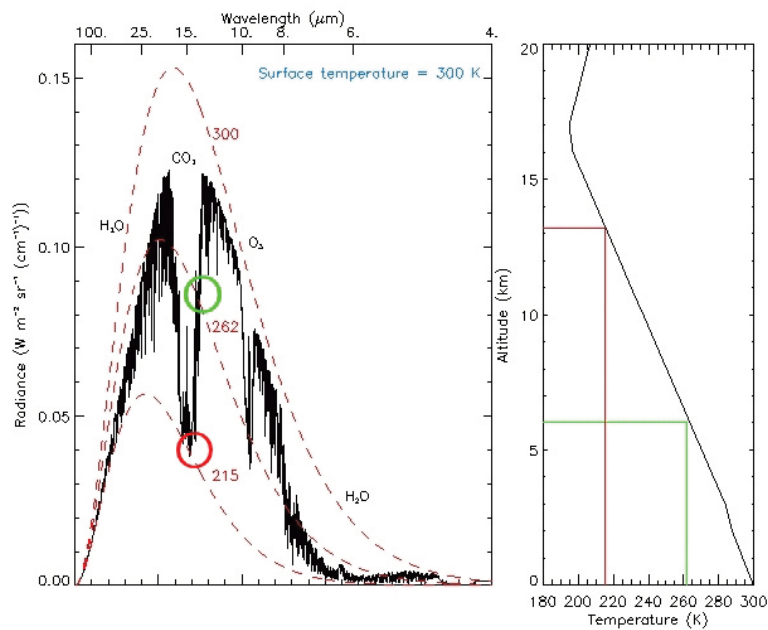 Wavelength (μm)
100. 25. 15. 10. 8. 6. 4.
Surface temperature = 300 K
0.15
0.10
0.05
0.00
Radiance (W m⁻² sr⁻¹ (cm⁻¹)⁻¹))
300
CO₂
H₂O
O₃
262
215
H₂O
20
15
10
5
0
Altitude (km)
180 200 220 240 260 280 300
Temperature (K)